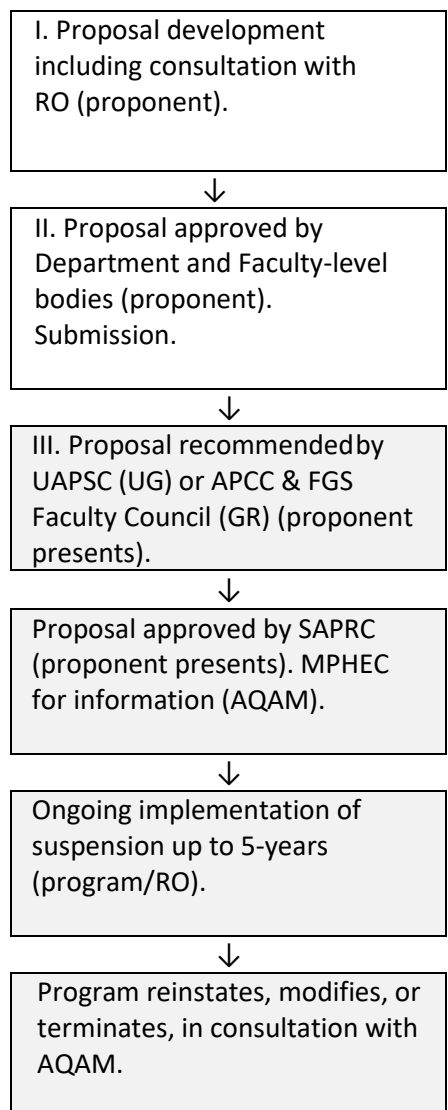 I. Proposal development
including consultation with
RO (proponent).
↓
II. Proposal approved by
Department and Faculty-level
bodies (proponent).
Submission.
↓
III. Proposal recommended by
UAPSC (UG) or APCC & FGS
Faculty Council (GR) (proponent
presents).
↓
Proposal approved by SAPRC
(proponent presents). MPHEC
for information (AQAM).
↓
Ongoing implementation of
suspension up to 5-years
(program/RO).
↓
Program reinstates, modifies, or
terminates, in consultation with
AQAM.